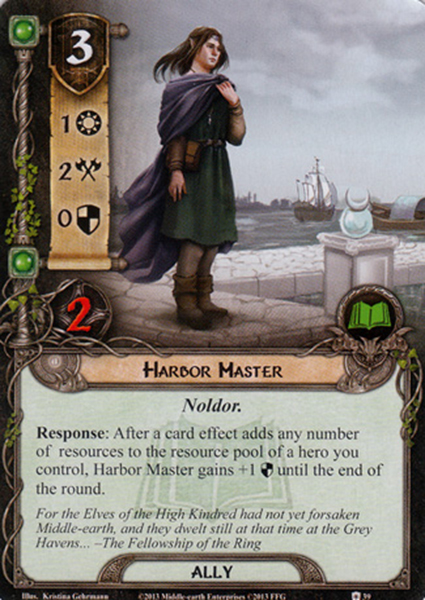 3
1
2
0
2
HARBOR MASTER
Noldor.
Response: After a card effect adds any number
of resources to the resource pool of a hero you
control, Harbor Master gains +1 until the end of
the round.
For the Elves of the High Kindred had not yet forsaken
Middle-earth, and they dwelt still at that time at the Grey
Havens... –The Fellowship of the Ring
ALLY
Illus. Kristina Gehrmann ©2013 Middle-earth Enterprises ©2013 FFG 39